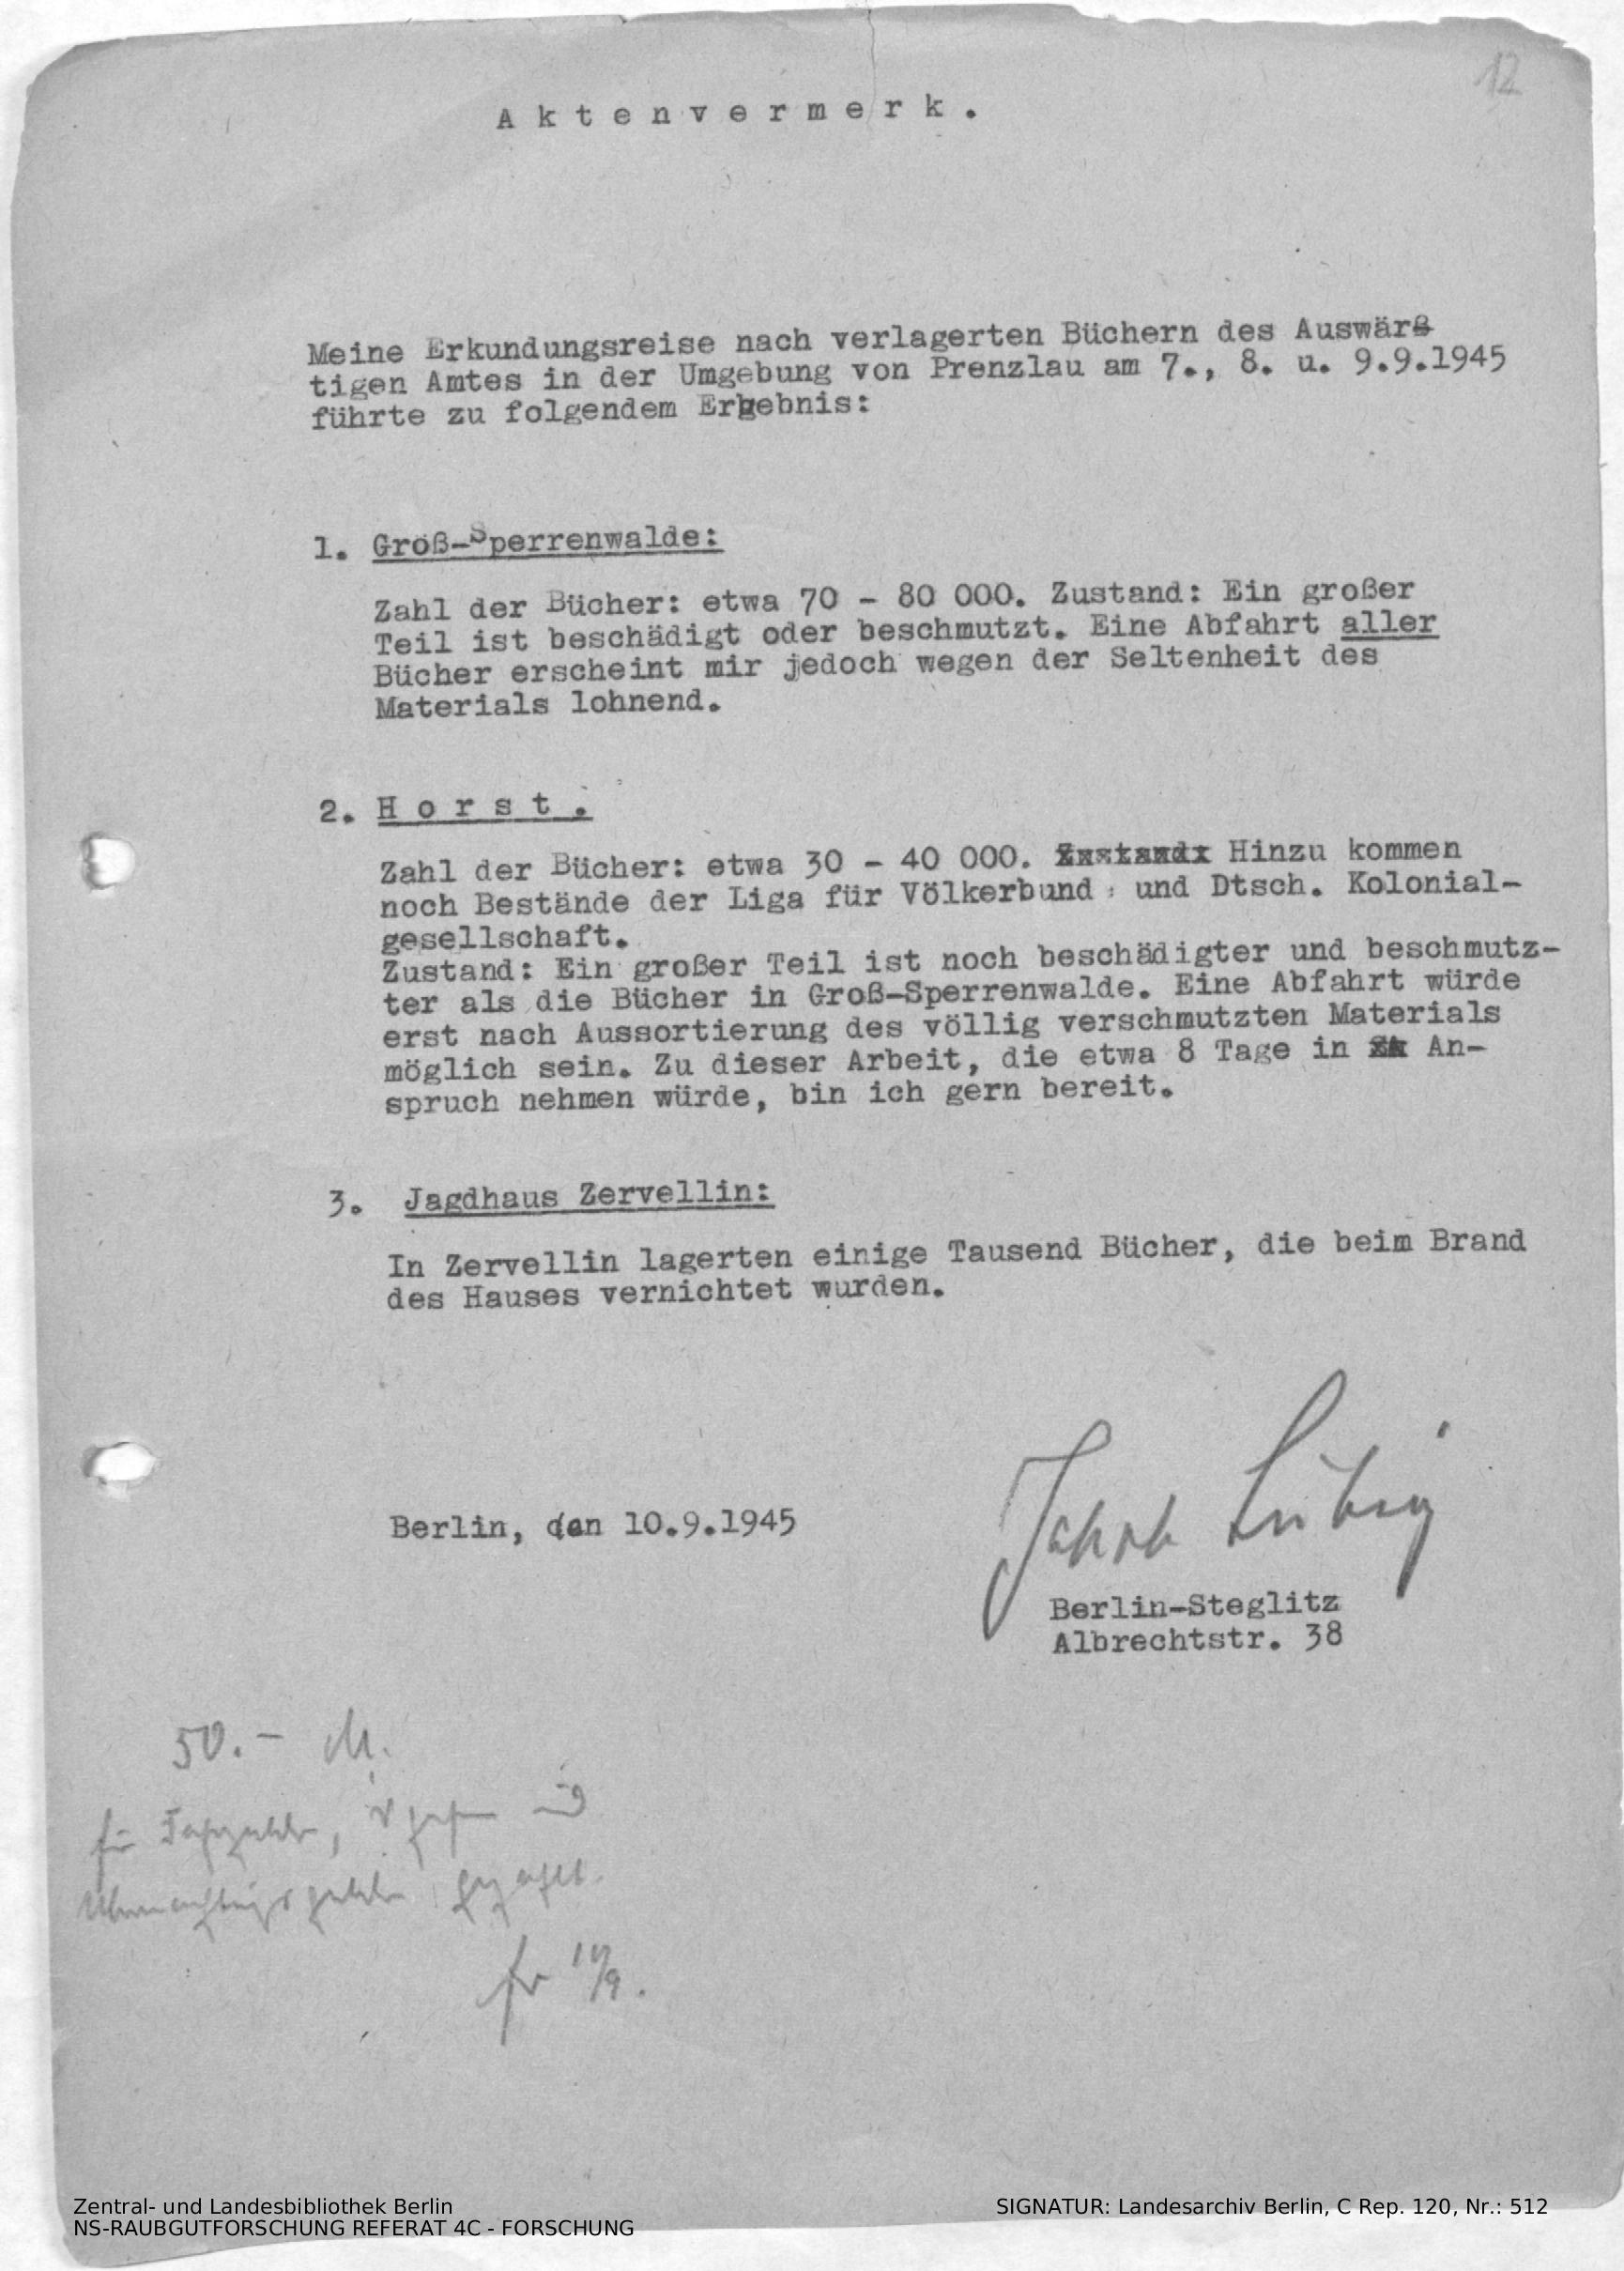 12
Aktenvermerk.
Meine Erkundungsreise nach verlagerten Büchern des Auswär
tigen Amtes in der Umgebung von Prenzlau am 7., 8. u. 9.9.1945
führte zu folgendem Ergebnis:
1. Groß-Sperrenwalde:
Zahl der Bücher: etwa 70 - 80 000. Zustand: Ein großer
Teil ist beschädigt oder beschmutzt. Eine Abfahrt aller
Bücher erscheint mir jedoch wegen der Seltenheit des
Materials lohnend.
2. Horst.
Zahl der Bücher: etwa 30 - 40 000. Hinzu kommen
noch Bestände der Liga für Völkerbund und Dtsch. Kolonial-
gesellschaft.
Zustand: Ein großer Teil ist noch beschädigter und beschmutz-
ter als die Bücher in Groß-Sperrenwalde. Eine Abfahrt würde
erst nach Aussortierung des völlig verschmutzten Materials
möglich sein. Zu dieser Arbeit, die etwa 8 Tage in An-
spruch nehmen würde, bin ich gern bereit.
3. Jagdhaus Zervellin:
In Zervellin lagerten einige Tausend Bücher, die beim Brand
des Hauses vernichtet wurden.
Berlin, den 10.9.1945
Jakob
Berlin-Steglitz
Albrechtstr. 38
50.- M.
für
gezahlt.
10/9.
Zentral- und Landesbibliothek Berlin
NS-RAUBGUTFORSCHUNG REFERAT 4C - FORSCHUNG
SIGNATUR: Landesarchiv Berlin, C Rep. 120, Nr.: 512